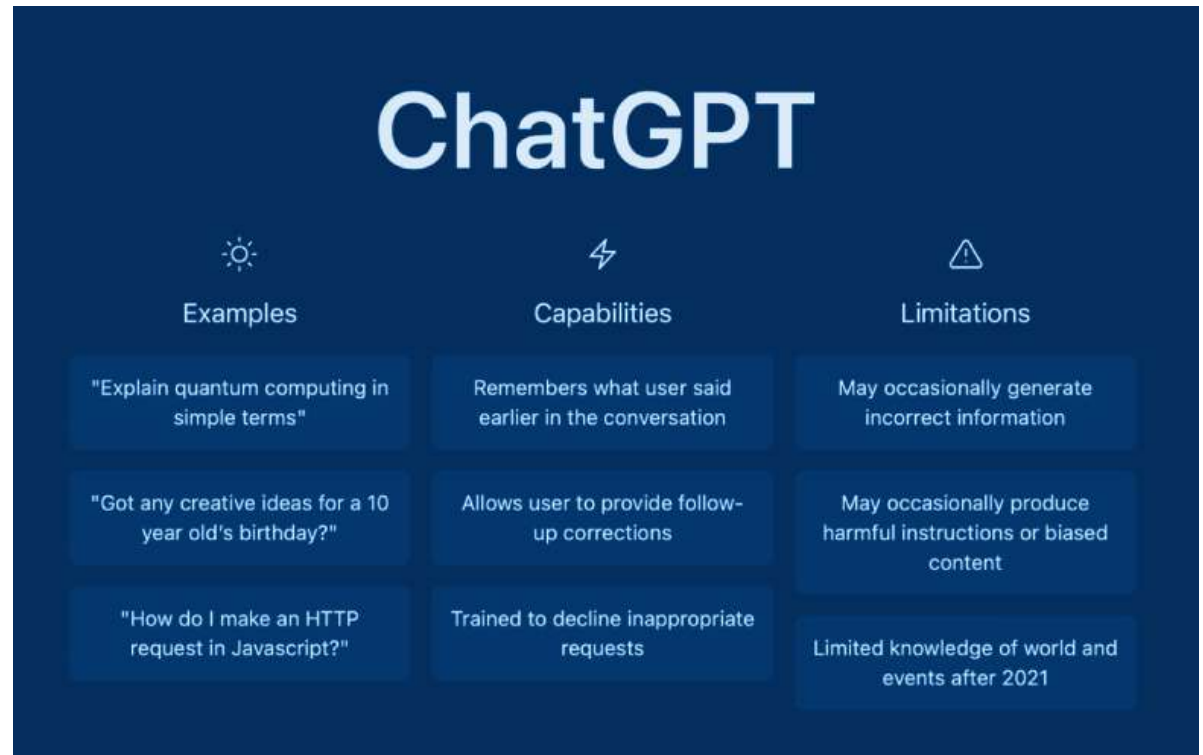 ChatGPT
Examples
"Explain quantum computing in
simple terms"
"Got any creative ideas for a 10
year old's birthday?"
"How do I make an HTTP
request in Javascript?"
Capabilities
Remembers what user said
earlier in the conversation
Allows user to provide follow-
up corrections
Trained to decline inappropriate
requests
Limitations
May occasionally generate
incorrect information
May occasionally produce
harmful instructions or biased
content
Limited knowledge of world and
events after 2021